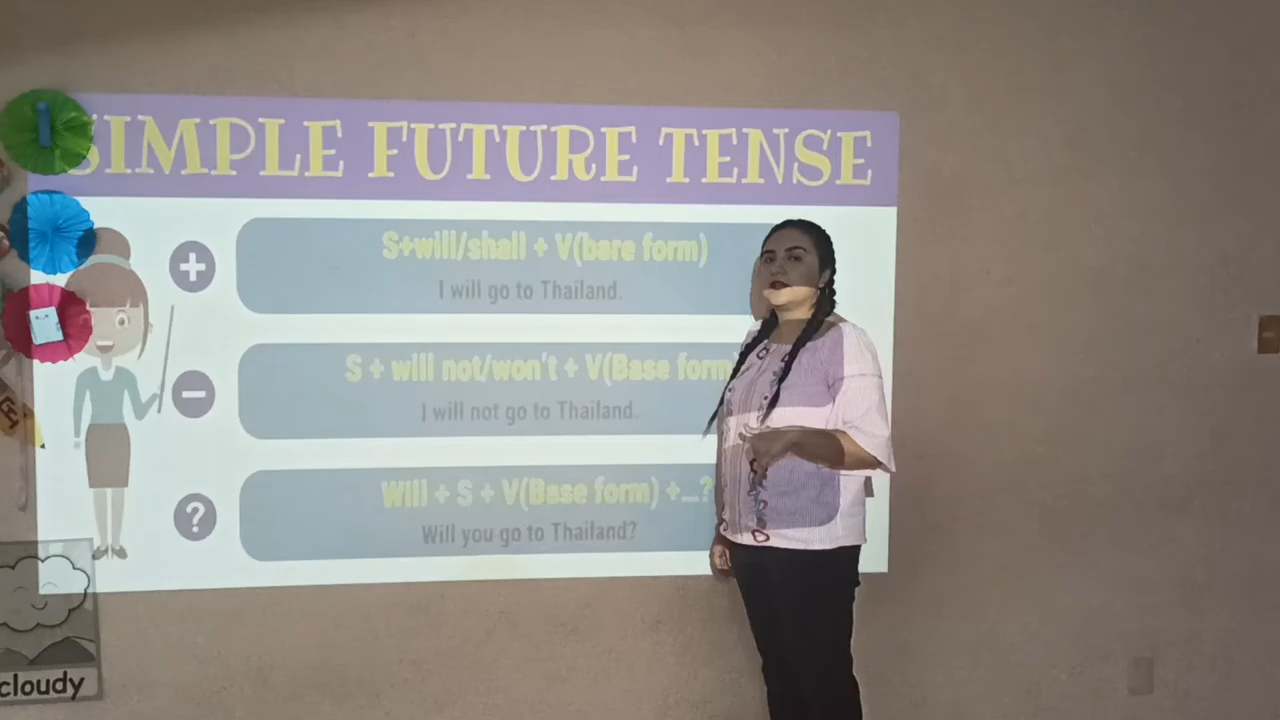 SIMPLE FUTURE TENSE
S+will/shall + V(bare form)
I will go to Thailand.
S + will not/won't + V(Base form
I will not go to Thailand.
Will + S + V(Base form) +...?
Will you go to Thailand?
cloudy